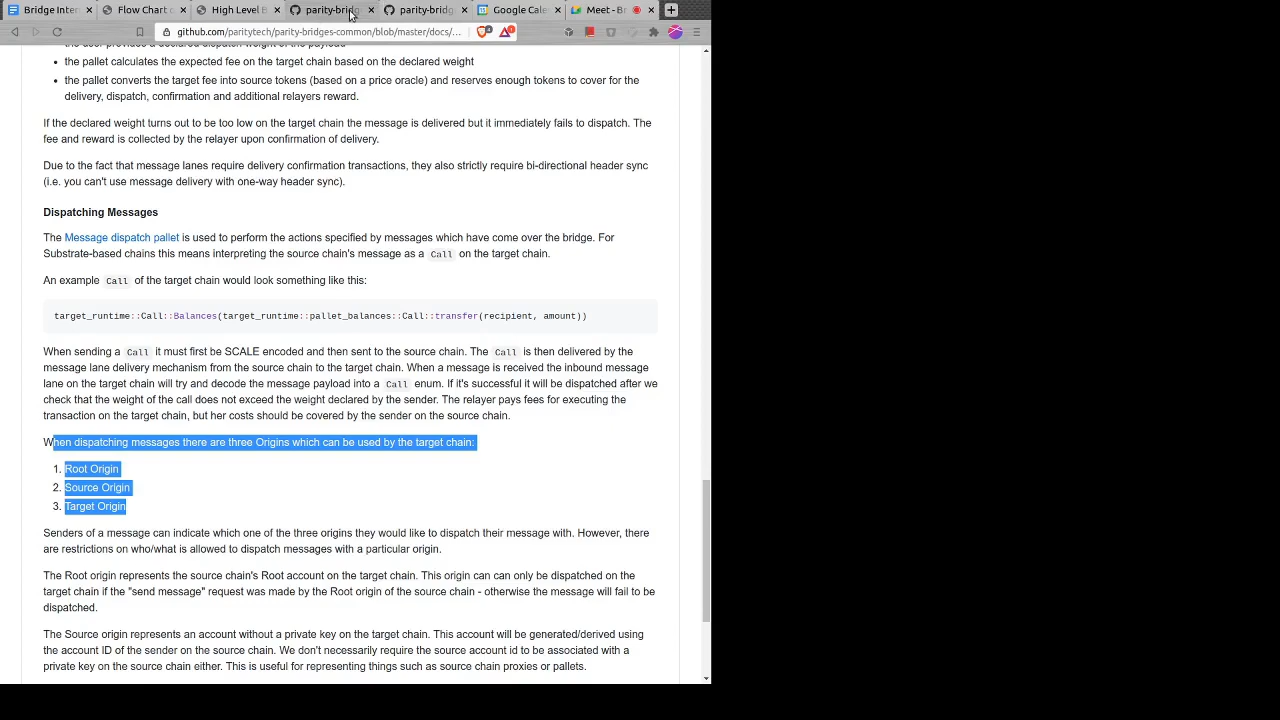 Bridge Inter
Flow Chart o
High Level B
parity-bridg
parity-bridg
Google Cale
Meet - Br
github.com/paritytech/parity-bridges-common/blob/master/docs/...
the user provides a declared dispatch weight of the payload
the pallet calculates the expected fee on the target chain based on the declared weight
the pallet converts the target fee into source tokens (based on a price oracle) and reserves enough tokens to cover for the
delivery, dispatch, confirmation and additional relayers reward.
If the declared weight turns out to be too low on the target chain the message is delivered but it immediately fails to dispatch. The
fee and reward is collected by the relayer upon confirmation of delivery.
Due to the fact that message lanes require delivery confirmation transactions, they also strictly require bi-directional header sync
(i.e. you can't use message delivery with one-way header sync).
Dispatching Messages
The Message dispatch pallet is used to perform the actions specified by messages which have come over the bridge. For
Substrate-based chains this means interpreting the source chain's message as a Call on the target chain.
An example Call of the target chain would look something like this:
target_runtime::Call::Balances(target_runtime::pallet_balances::Call::transfer(recipient, amount))
When sending a Call it must first be SCALE encoded and then sent to the source chain. The Call is then delivered by the
message lane delivery mechanism from the source chain to the target chain. When a message is received the inbound message
lane on the target chain will try and decode the message payload into a Call enum. If it's successful it will be dispatched after we
check that the weight of the call does not exceed the weight declared by the sender. The relayer pays fees for executing the
transaction on the target chain, but her costs should be covered by the sender on the source chain.
When dispatching messages there are three Origins which can be used by the target chain:
1. Root Origin
2. Source Origin
3. Target Origin
Senders of a message can indicate which one of the three origins they would like to dispatch their message with. However, there
are restrictions on who/what is allowed to dispatch messages with a particular origin.
The Root origin represents the source chain's Root account on the target chain. This origin can can only be dispatched on the
target chain if the "send message" request was made by the Root origin of the source chain - otherwise the message will fail to be
dispatched.
The Source origin represents an account without a private key on the target chain. This account will be generated/derived using
the account ID of the sender on the source chain. We don't necessarily require the source account id to be associated with a
private key on the source chain either. This is useful for representing things such as source chain proxies or pallets.